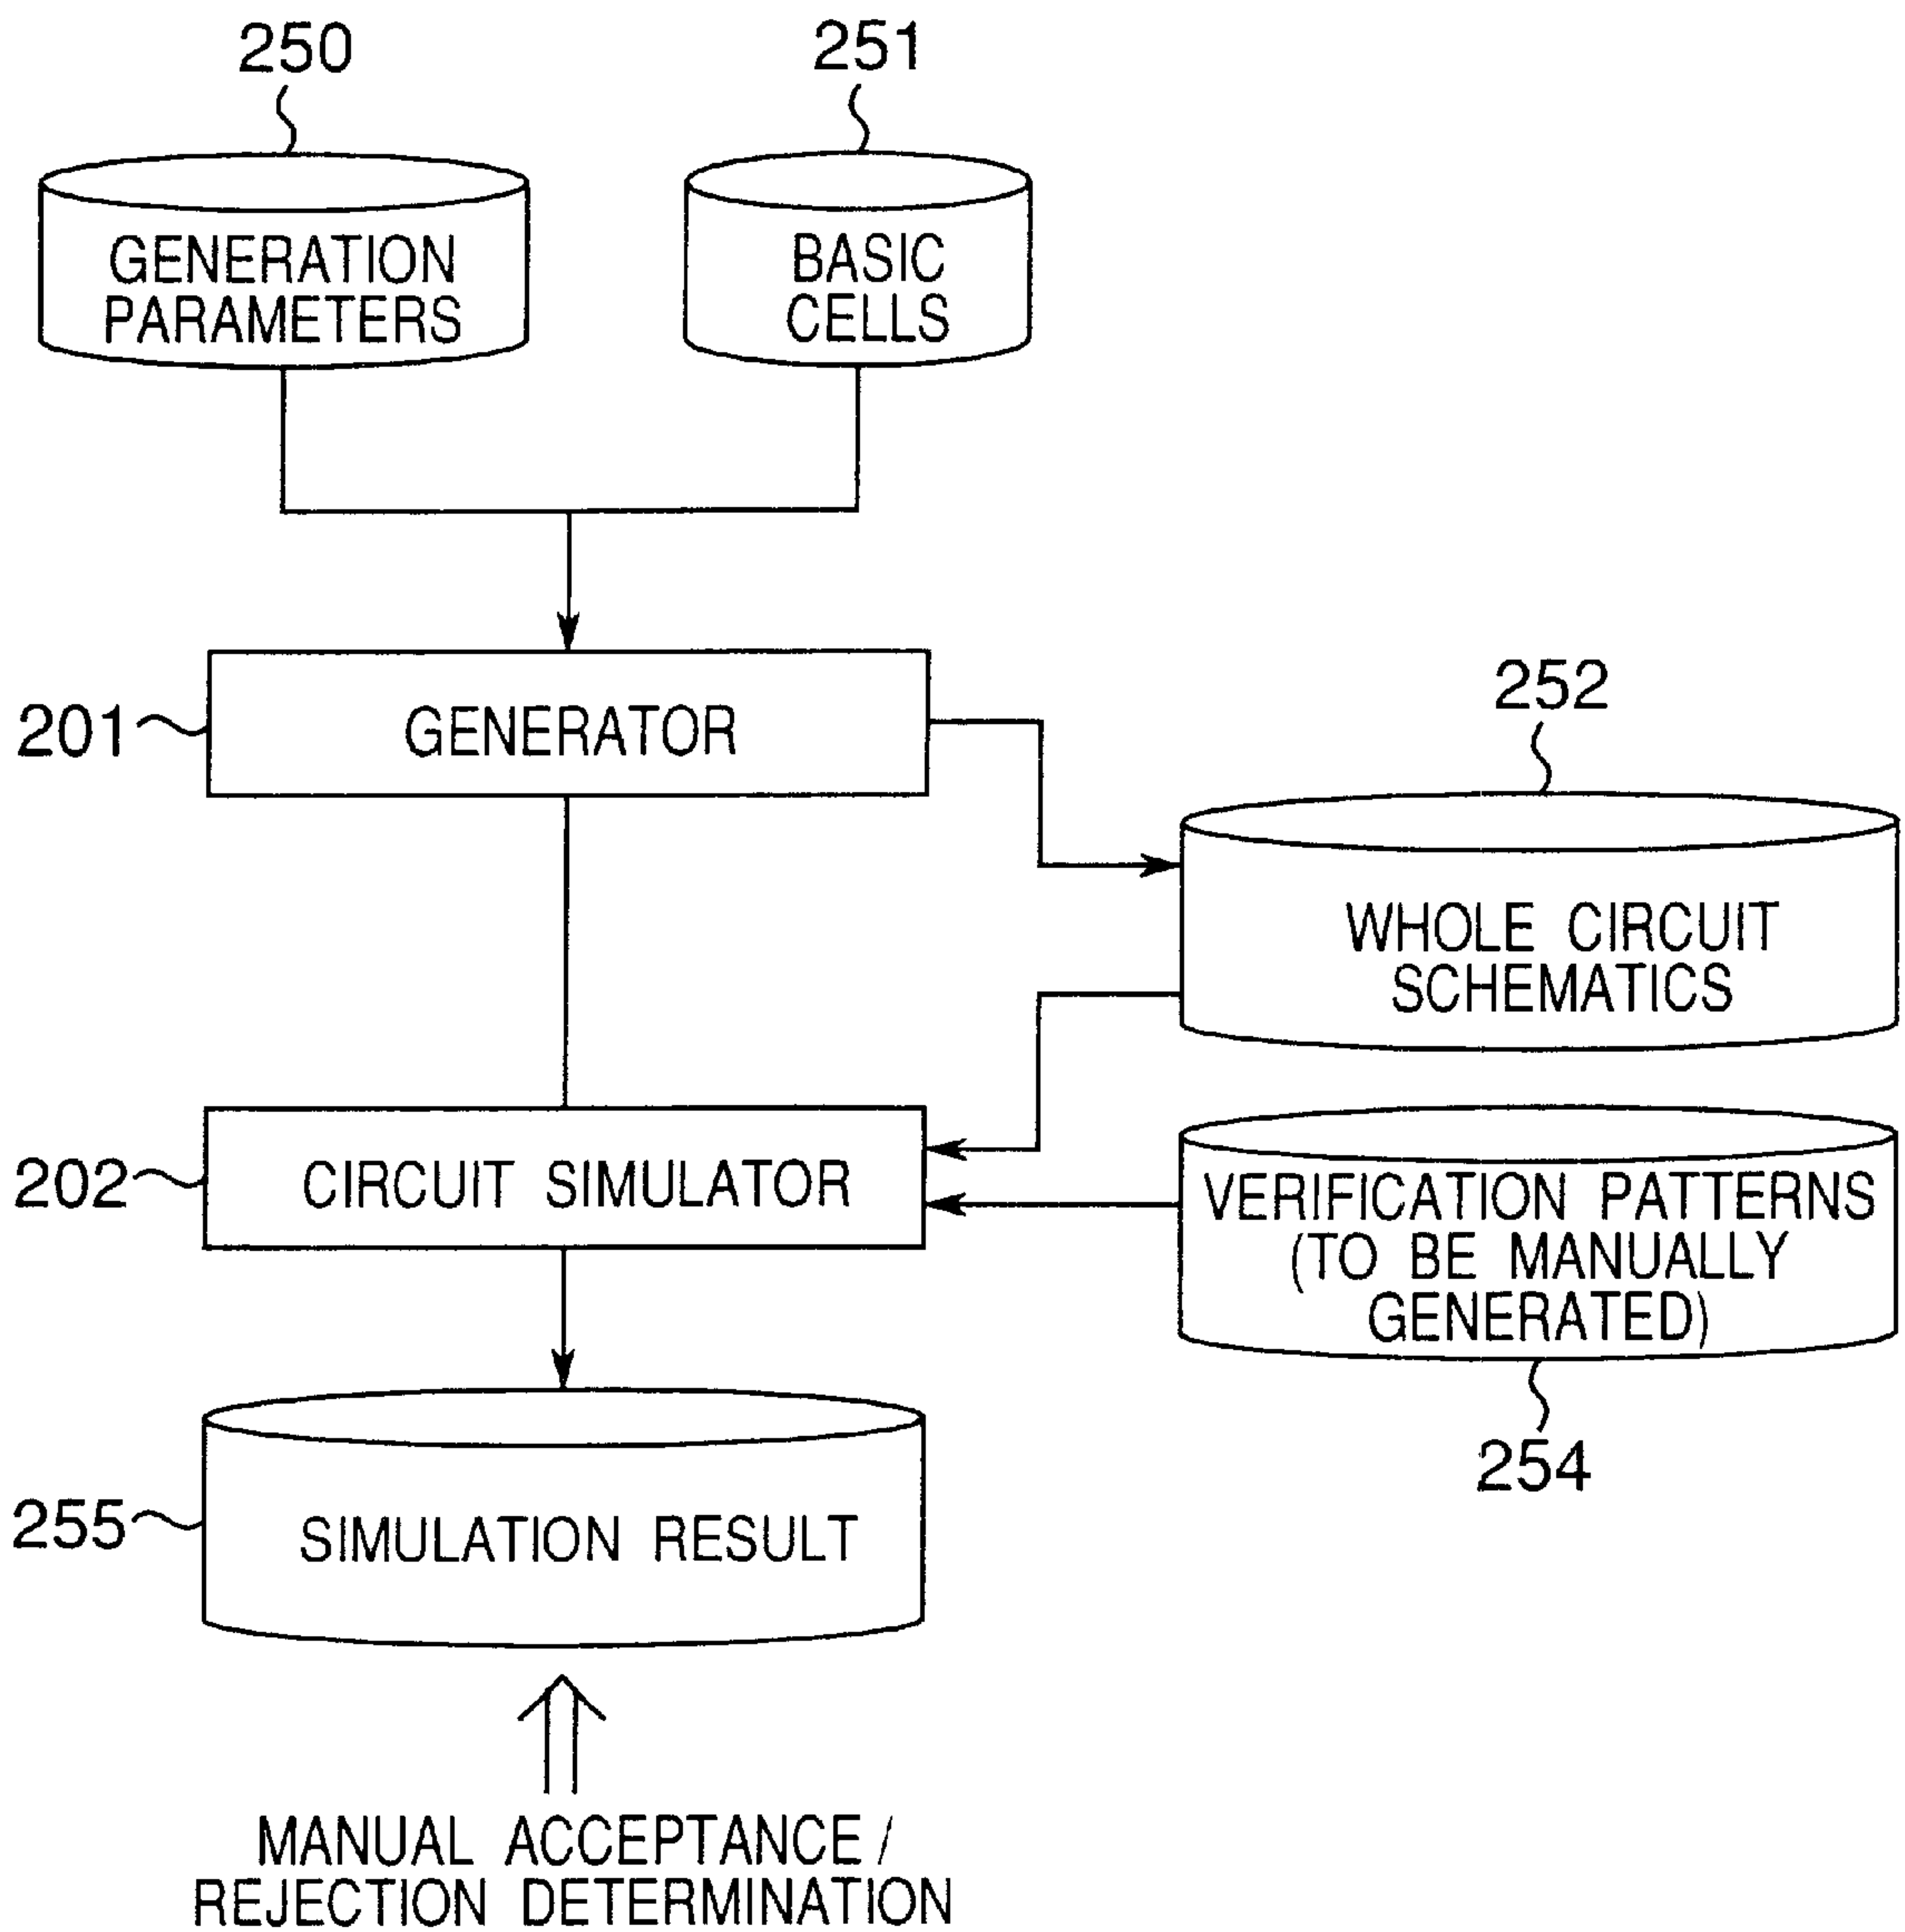 250
251
GENERATION
PARAMETERS
BASIC
CELLS
201
GENERATOR
252
WHOLE CIRCUIT
SCHEMATICS
202
CIRCUIT SIMULATOR
VERIFICATION PATTERNS
(TO BE MANUALLY
GENERATED)
254
255
SIMULATION RESULT
MANUAL ACCEPTANCE/
REJECTION DETERMINATION